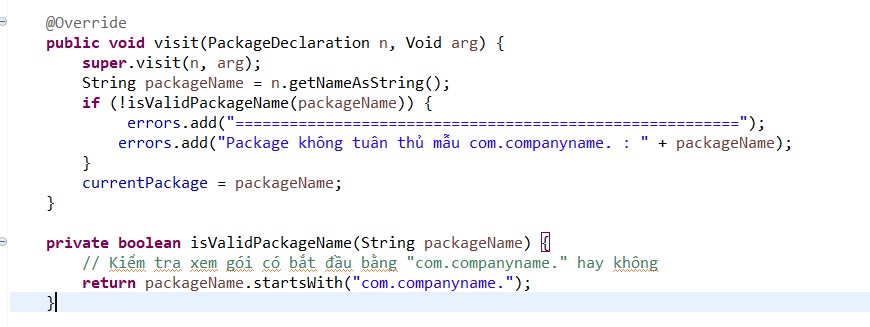 @Override
public void visit(PackageDeclaration n, Void arg) {
super.visit(n, arg);
String packageName = n.getNameAsString();
if (!isValidPackageName(packageName)) {
errors.add("========================================================");
errors.add("Package không tuân thủ mẫu com.companyname. : " + packageName);
}
currentPackage = packageName;
}
private boolean isValidPackageName(String packageName) {
// Kiểm tra xem gói có bắt đầu bằng "com.companyname." hay không
return packageName.startsWith("com.companyname.");
}